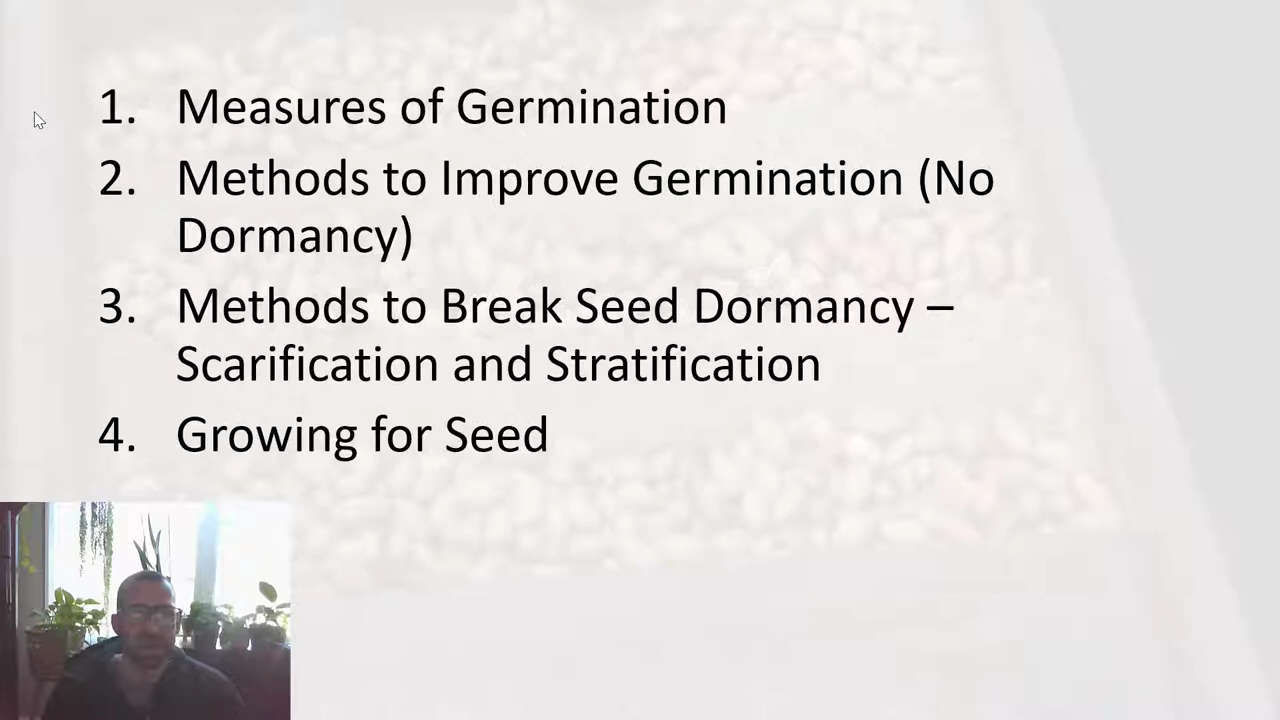 1. Measures of Germination
2. Methods to Improve Germination (No
Dormancy)
3. Methods to Break Seed Dormancy –
Scarification and Stratification
4. Growing for Seed